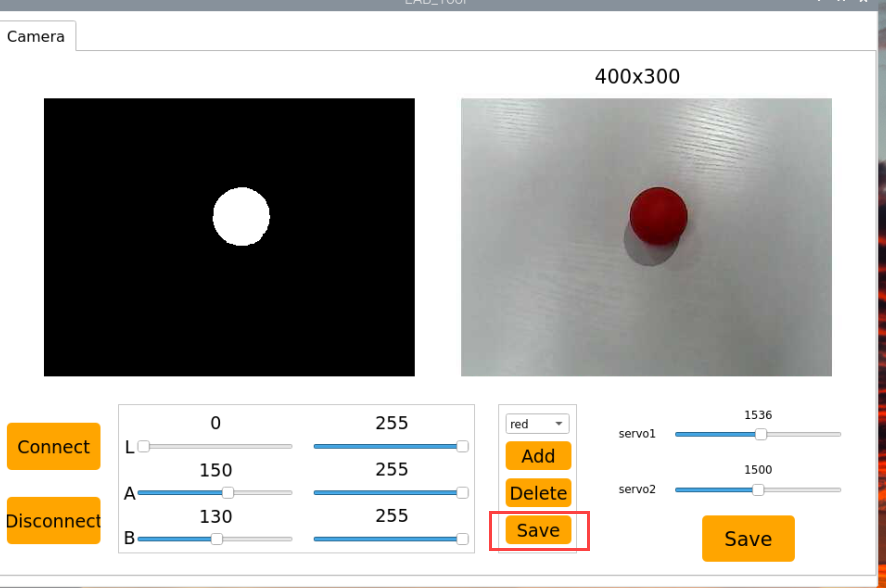 LAB_Tool
Camera
400x300
0 255
L
150 255
A
130 255
B
Connect
Disconnect
red
Add
Delete
Save
1536
servo1
1500
servo2
Save